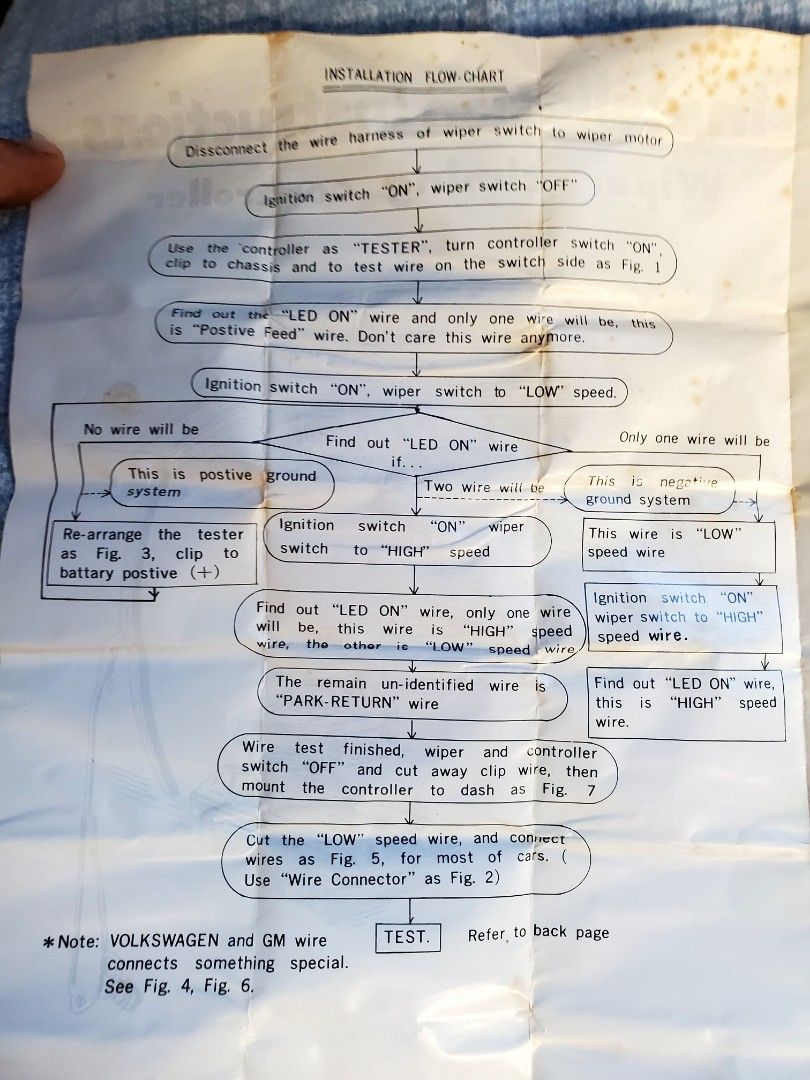 INSTALLATION FLOW-CHART
Dissconnect the wire harness of wiper switch to wiper motor
Ignition switch "ON", wiper switch "OFF"
Use the controller as "TESTER", turn controller switch "ON",
clip to chassis and to test wire on the switch side as Fig. 1
Find out the "LED ON" wire and only one wire will be, this
is "Postive Feed" wire. Don't care this wire anymore.
Ignition switch "ON", wiper switch to "LOW" speed.
No wire will be
Find out "LED ON" wire
if...
Only one wire will be
This is postive ground
system
Two wire will be
This is negative
ground system
Re-arrange the tester
as Fig. 3, clip to
battary postive (+)
Ignition switch "ON" wiper
switch to "HIGH" speed
This wire is "LOW"
speed wire
Find out "LED ON" wire, only one wire
will be, this wire is "HIGH" speed
wire, the other is "LOW" speed wire
Ignition switch "ON"
wiper switch to "HIGH"
speed wire.
The remain un-identified wire is
"PARK-RETURN" wire
Find out "LED ON" wire,
this is "HIGH" speed
wire.
Wire test finished, wiper and controller
switch "OFF" and cut away clip wire, then
mount the controller to dash as Fig. 7
Cut the "LOW" speed wire, and connect
wires as Fig. 5, for most of cars. (
Use "Wire Connector" as Fig. 2)
TEST.
Refer, to back page
*Note: VOLKSWAGEN and GM wire
connects something special.
See Fig. 4, Fig. 6.